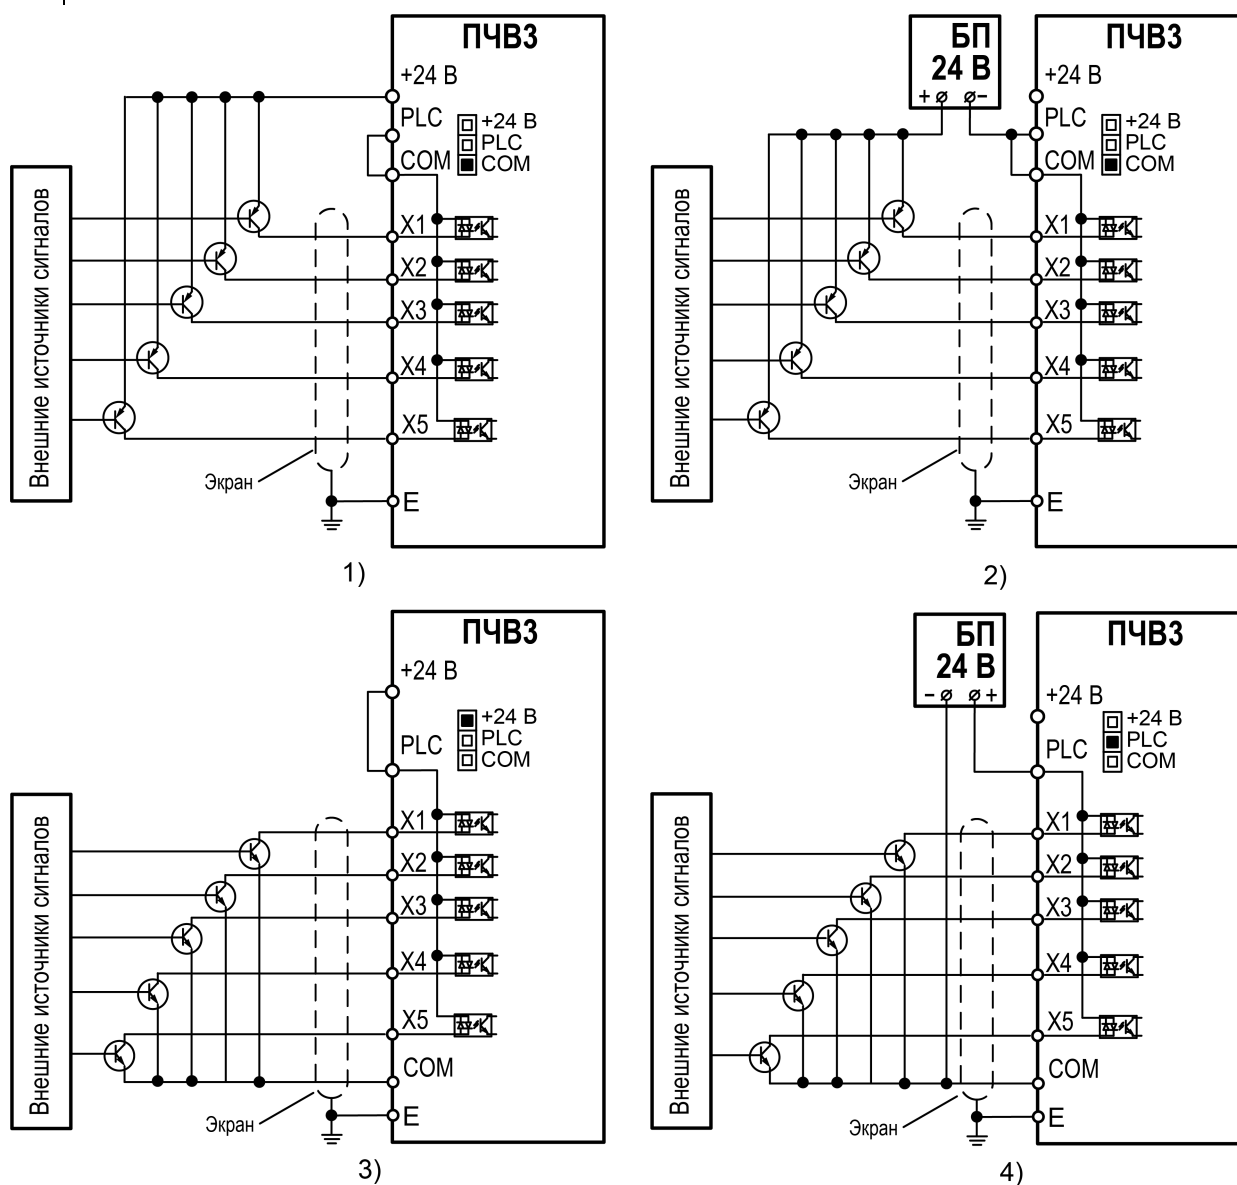 ПЧВ3
+24 В
PLC
+24 В
PLC
COM
COM
X1
X2
X3
X4
X5
E
Внешние источники сигналов
Экран
1)
БП
24 В
+ –
ПЧВ3
+24 В
PLC
+24 В
PLC
COM
COM
X1
X2
X3
X4
X5
E
Внешние источники сигналов
Экран
2)
ПЧВ3
+24 В
+24 В
PLC
COM
PLC
X1
X2
X3
X4
X5
COM
E
Внешние источники сигналов
Экран
3)
БП
24 В
– +
ПЧВ3
+24 В
+24 В
PLC
COM
PLC
X1
X2
X3
X4
X5
COM
E
Внешние источники сигналов
Экран
4)